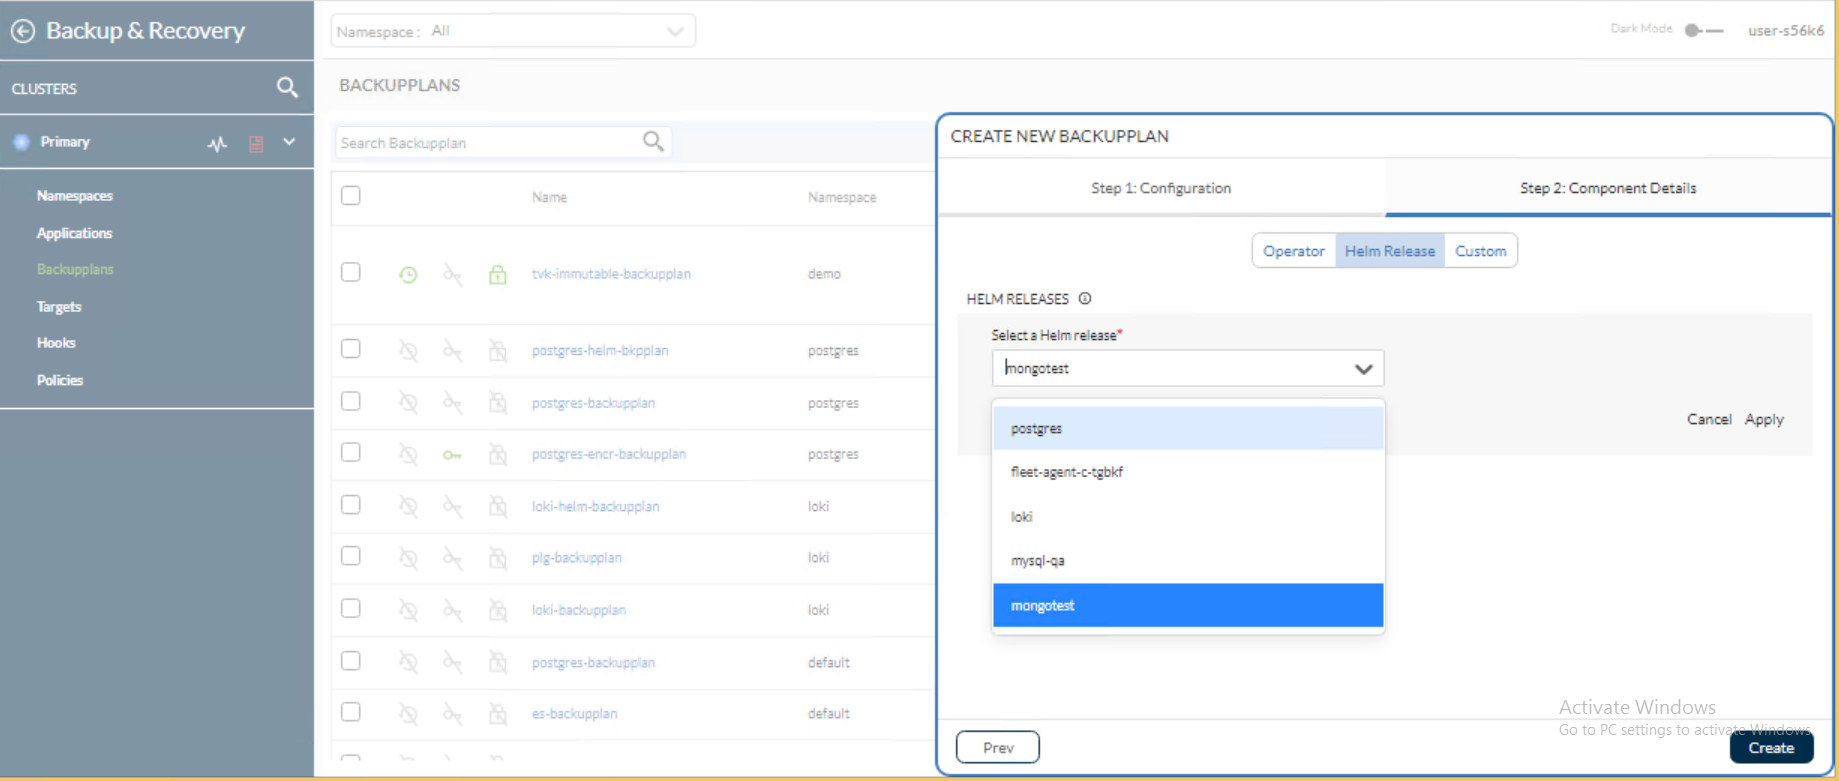 Backup & Recovery
Namespace : All
Dark Mode
user-s56k6
CLUSTERS
BACKUPPLANS
Primary
Search Backupplan
Namespaces
Applications
Backupplans
Targets
Hooks
Policies
Name Namespace
tvk-immutable-backupplan demo
postgres-helm-bkpplan postgres
postgres-backupplan postgres
postgres-encr-backupplan postgres
loki-helm-backupplan loki
plg-backupplan loki
loki-backupplan loki
postgres-backupplan default
es-backupplan default
CREATE NEW BACKUPPLAN
Step 1: Configuration Step 2: Component Details
Operator Helm Release Custom
HELM RELEASES
Select a Helm release*
mongotest
postgres
fleet-agent-c-tgbkf
loki
mysql-qa
mongotest
Cancel Apply
Activate Windows
Go to PC settings to activate Windows.
Prev Create